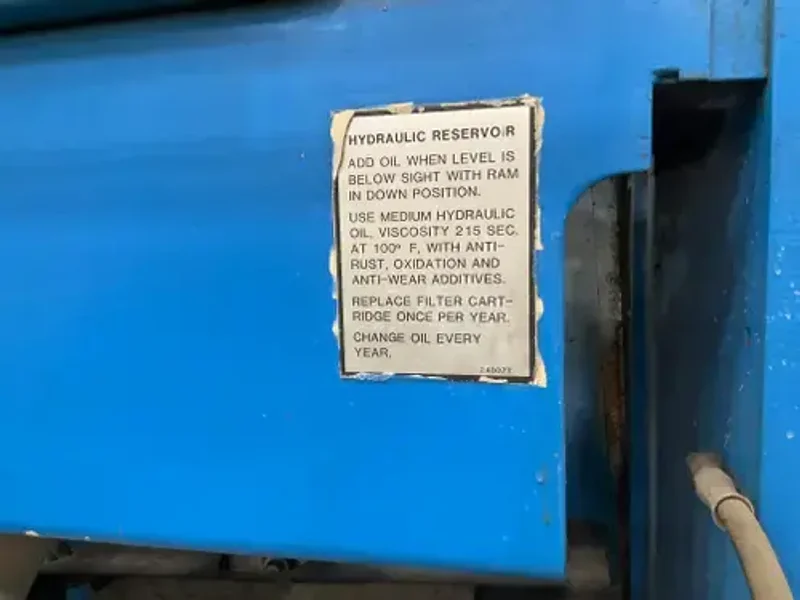 HYDRAULIC RESERVOIR
ADD OIL WHEN LEVEL IS
BELOW SIGHT WITH RAM
IN DOWN POSITION.
USE MEDIUM HYDRAULIC
OIL, VISCOSITY 215 SEC.
AT 100° F, WITH ANTI-
RUST, OXIDATION AND
ANTI-WEAR ADDITIVES.
REPLACE FILTER CART-
RIDGE ONCE PER YEAR.
CHANGE OIL EVERY
YEAR.